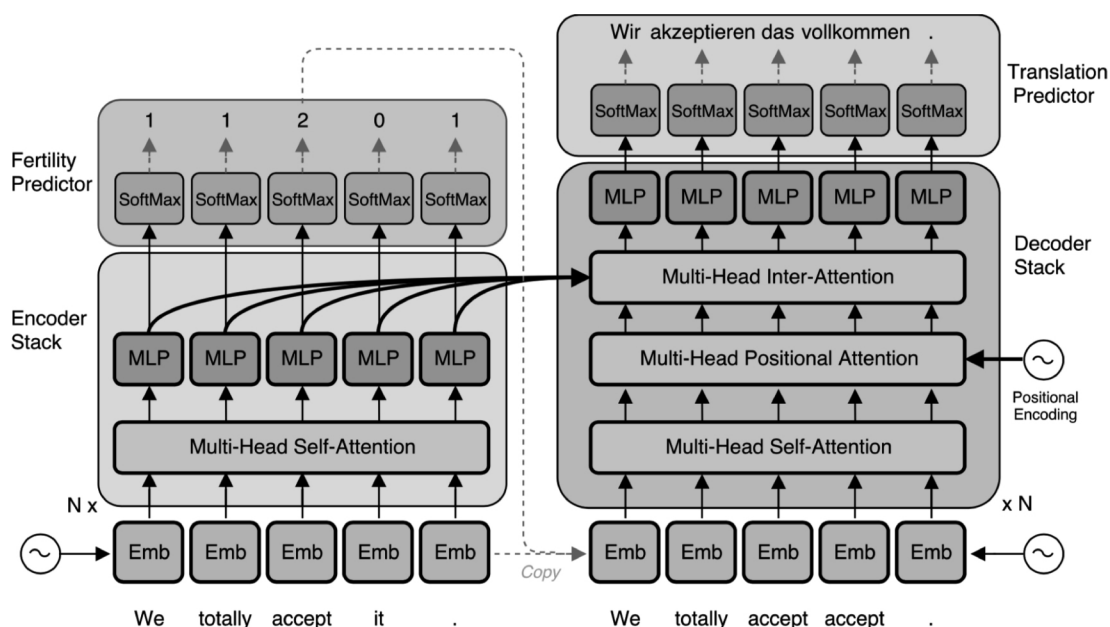 Wir akzeptieren das vollkommen .
SoftMax SoftMax SoftMax SoftMax SoftMax
Translation
Predictor
1 1 2 0 1
Fertility
Predictor
SoftMax SoftMax SoftMax SoftMax SoftMax
MLP MLP MLP MLP MLP
Multi-Head Inter-Attention
Decoder
Stack
Encoder
Stack
MLP MLP MLP MLP MLP
Multi-Head Positional Attention
Positional
Encoding
Multi-Head Self-Attention
Multi-Head Self-Attention
N x
x N
Emb Emb Emb Emb Emb
Copy
Emb Emb Emb Emb Emb
We totally accept it .
We totally accept accept .